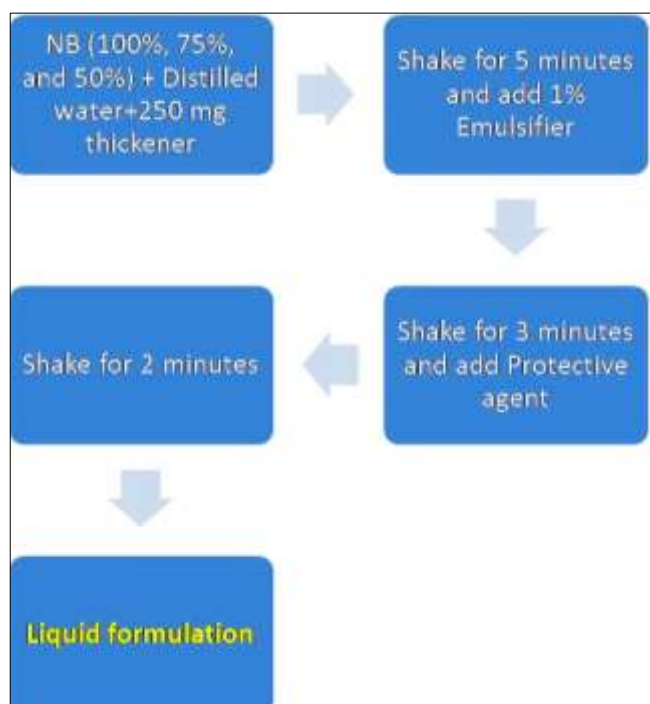 NB (100%, 75%,
and 50%) + Distilled
water+250 mg
thickener
Shake for 5 minutes
and add 1%
Emulsifier
Shake for 3 minutes
and add Protective
agent
Shake for 2 minutes
Liquid formulation